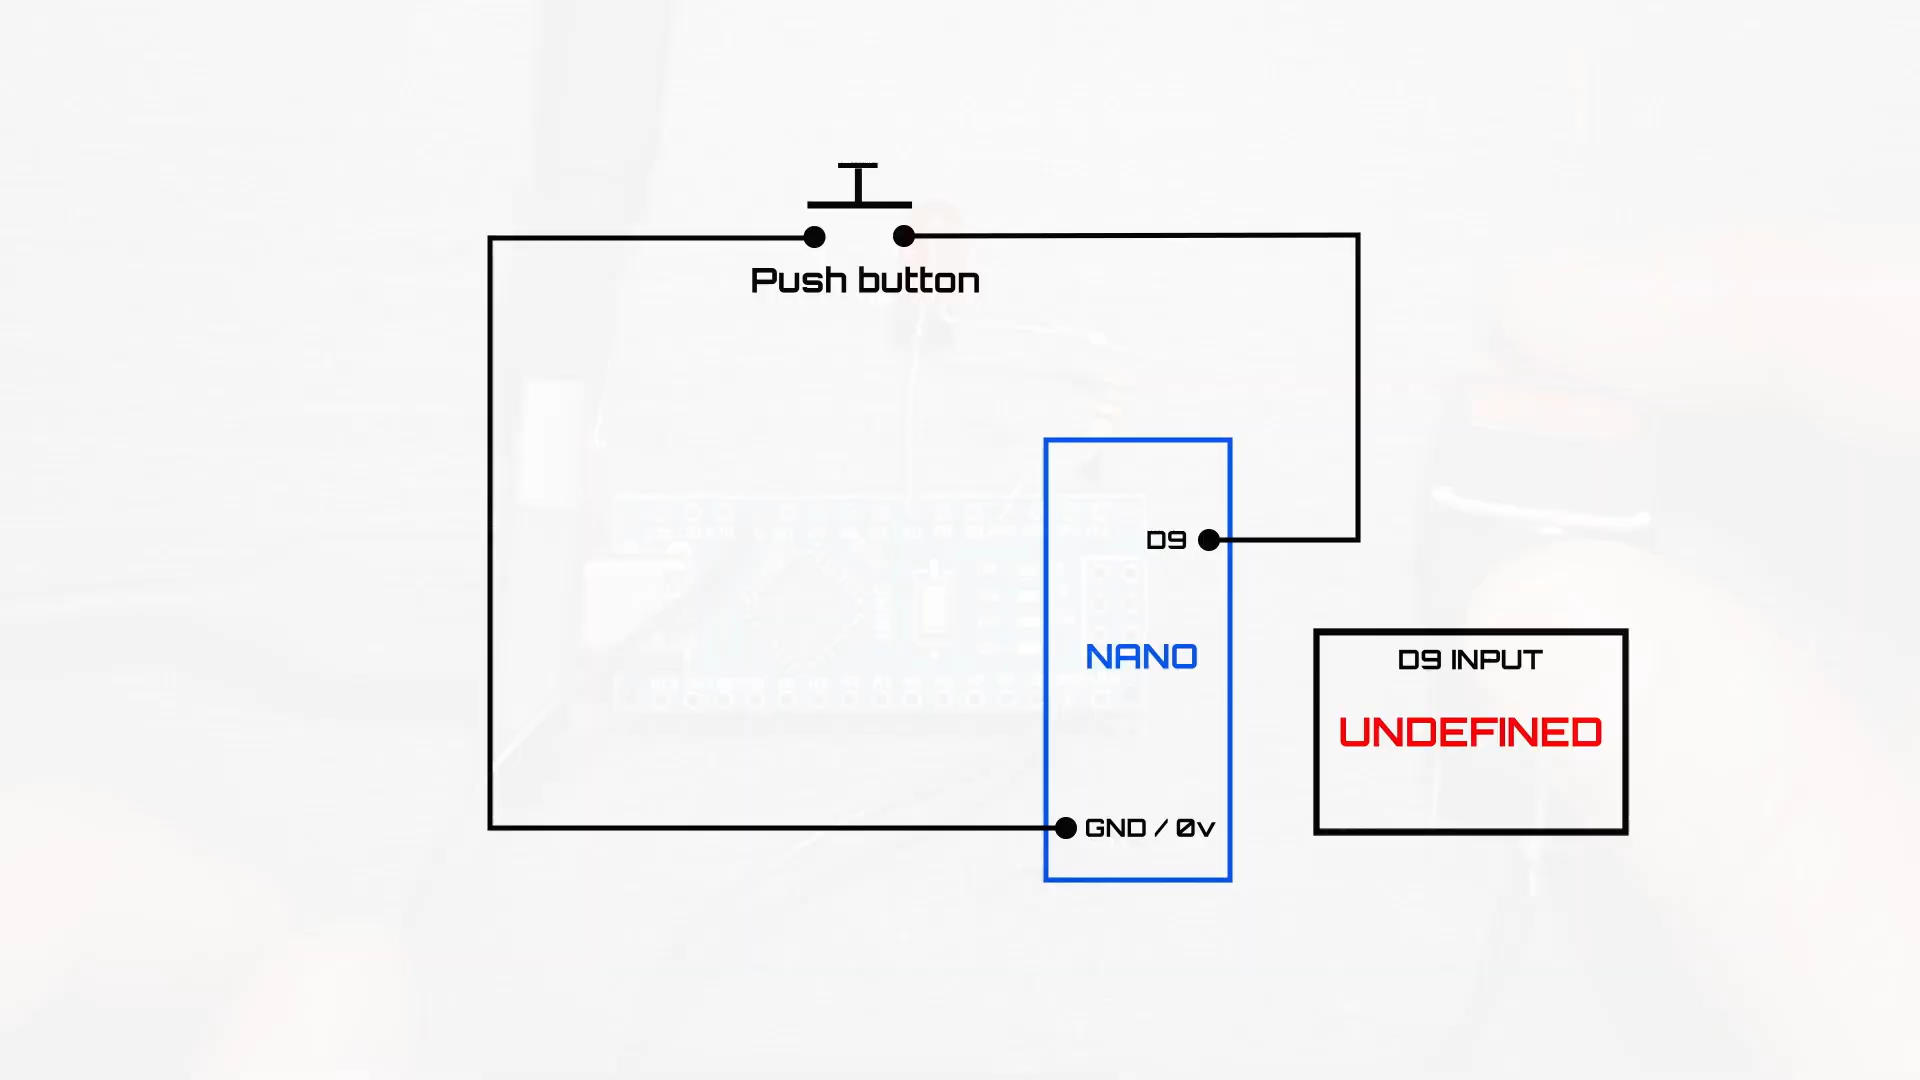 Push button
D9
NANO
D9 INPUT
UNDEFINED
GND / 0v